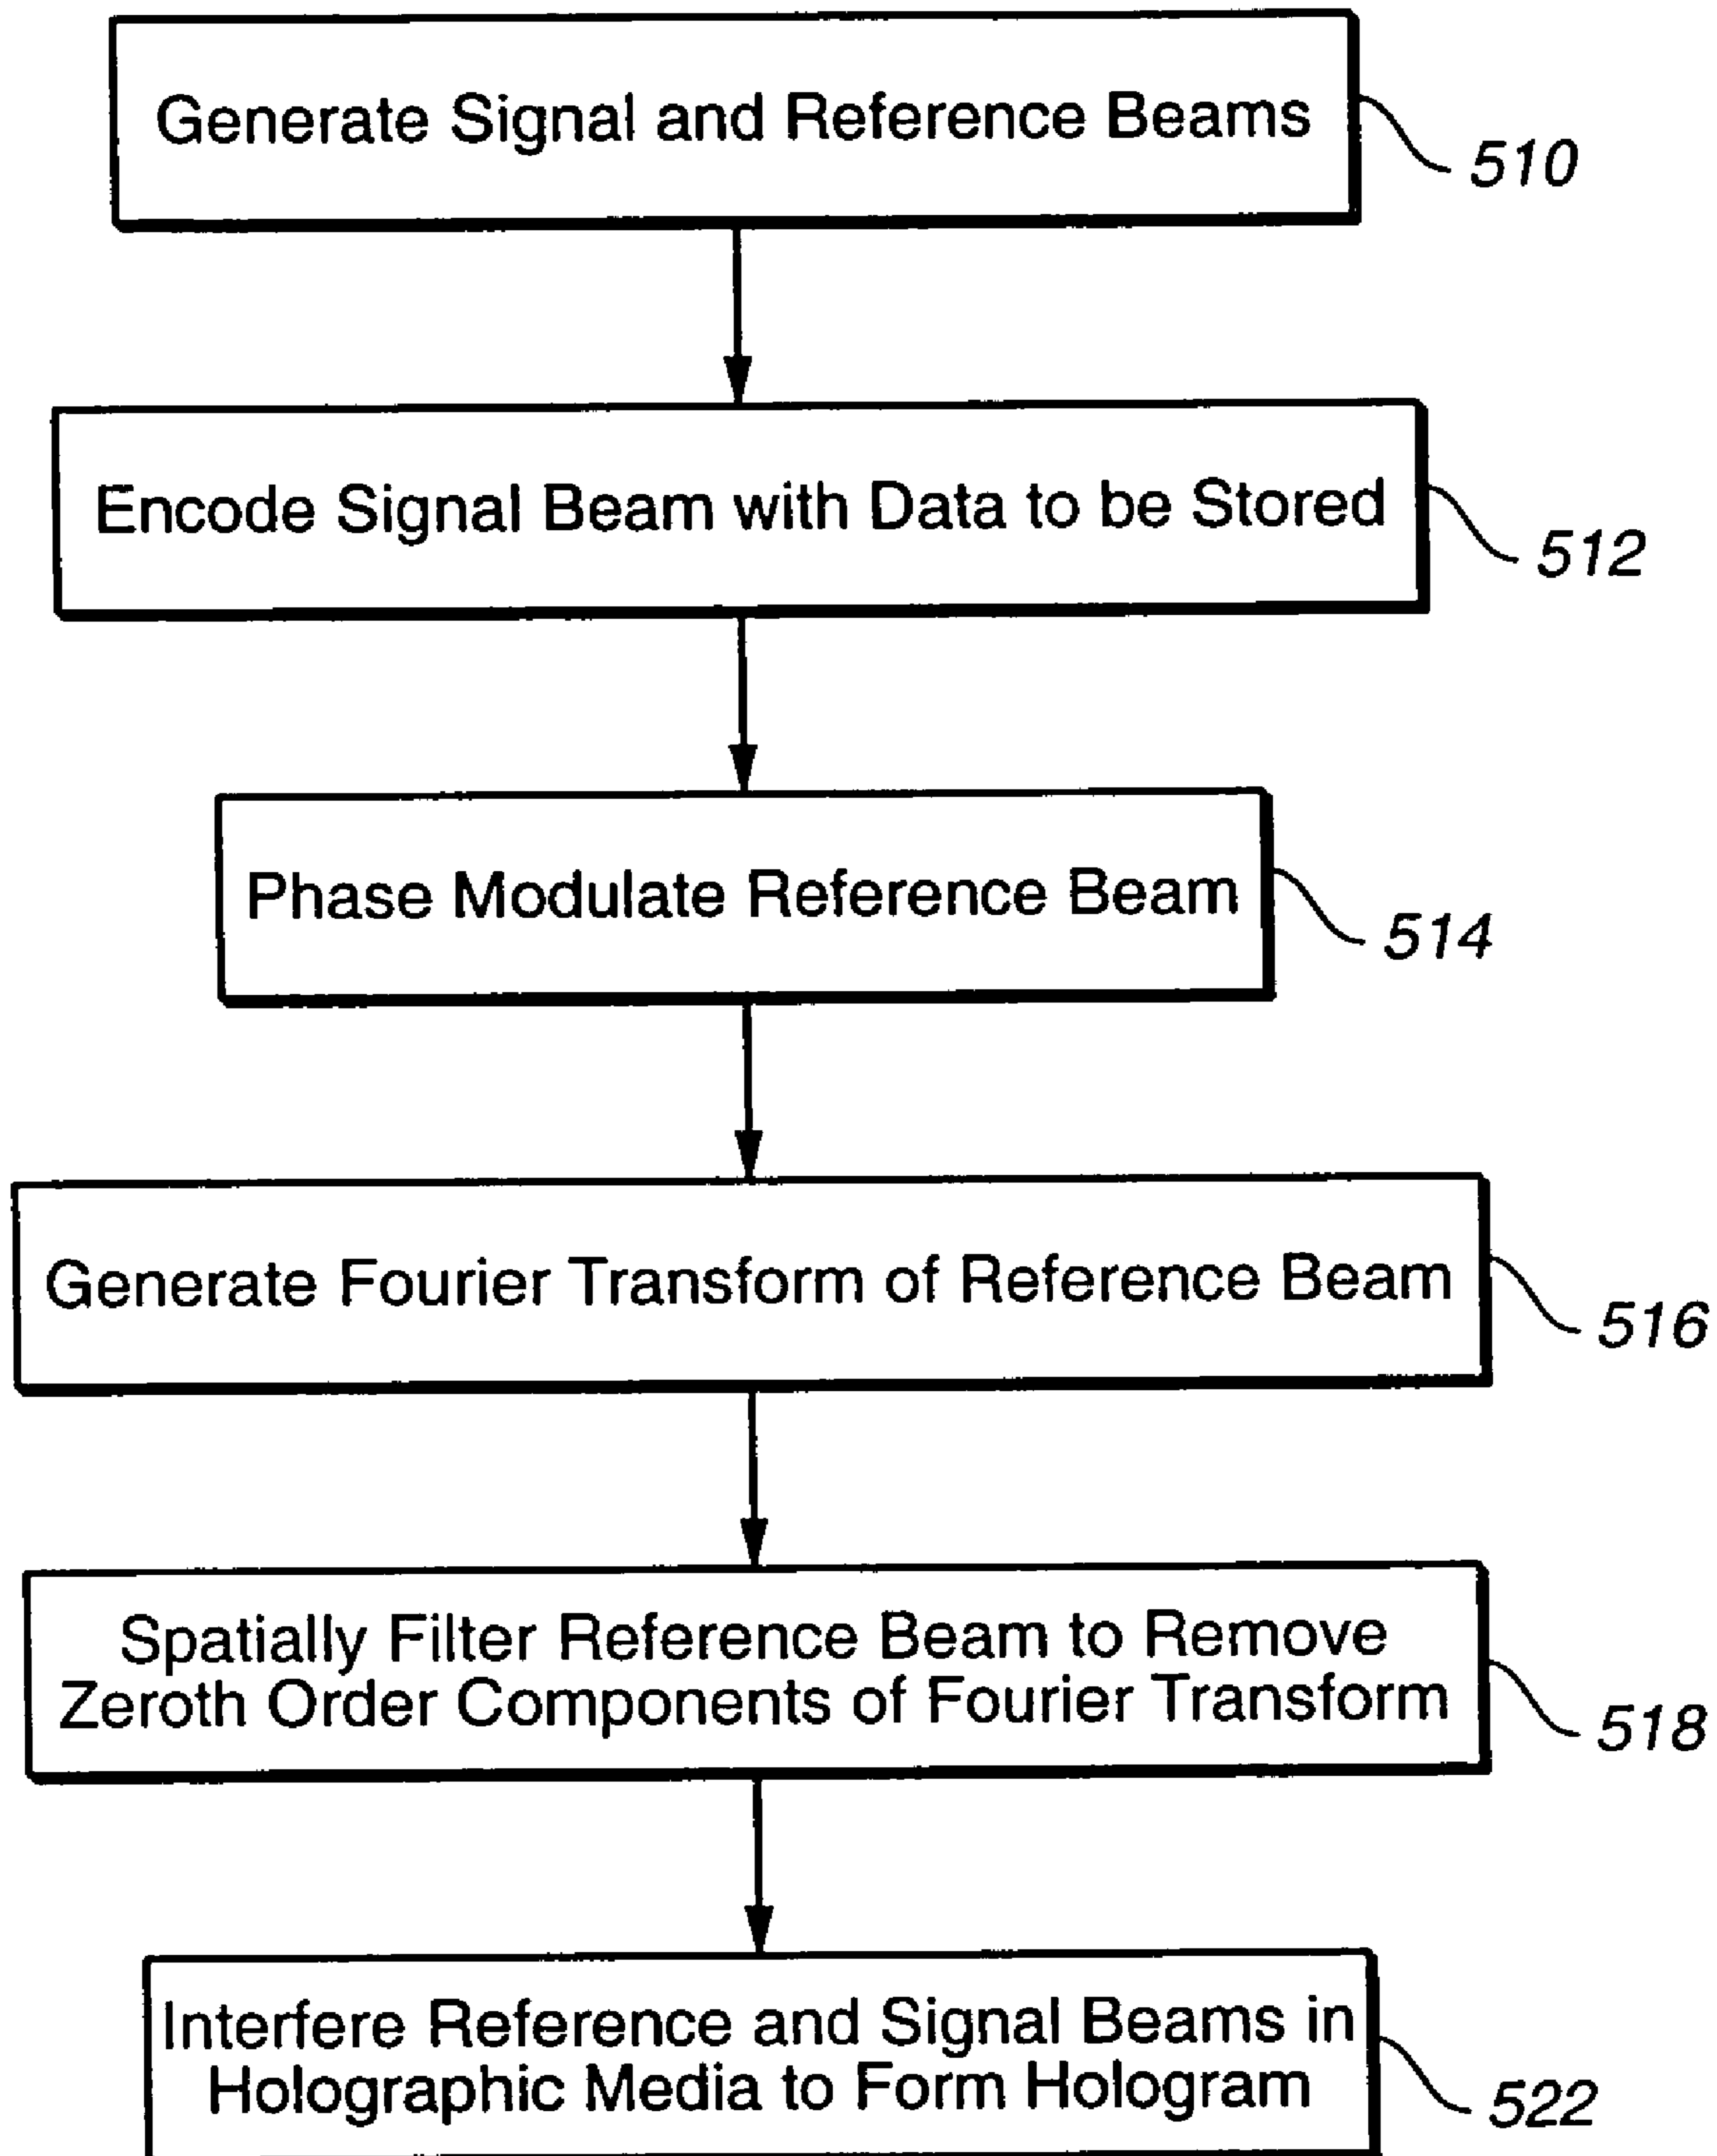 Generate Signal and Reference Beams
510
Encode Signal Beam with Data to be Stored
512
Phase Modulate Reference Beam
514
Generate Fourier Transform of Reference Beam
516
Spatially Filter Reference Beam to Remove
Zeroth Order Components of Fourier Transform
518
Interfere Reference and Signal Beams in
Holographic Media to Form Hologram
522